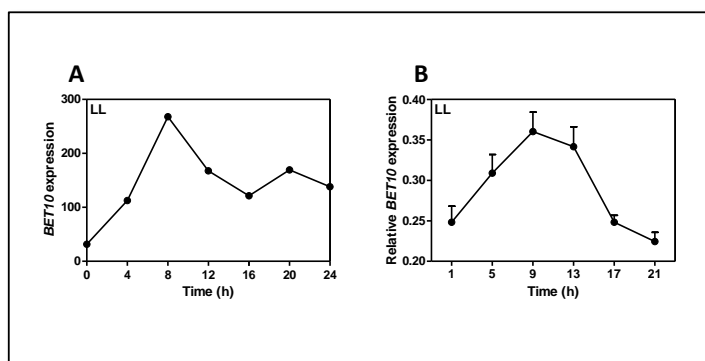 A
LL
BET10 expression
300
200
100
0
0 4 8 12 16 20 24
Time (h)
B
LL
Relative BET10 expression
0.40
0.35
0.30
0.25
0.20
1 5 9 13 17 21
Time (h)